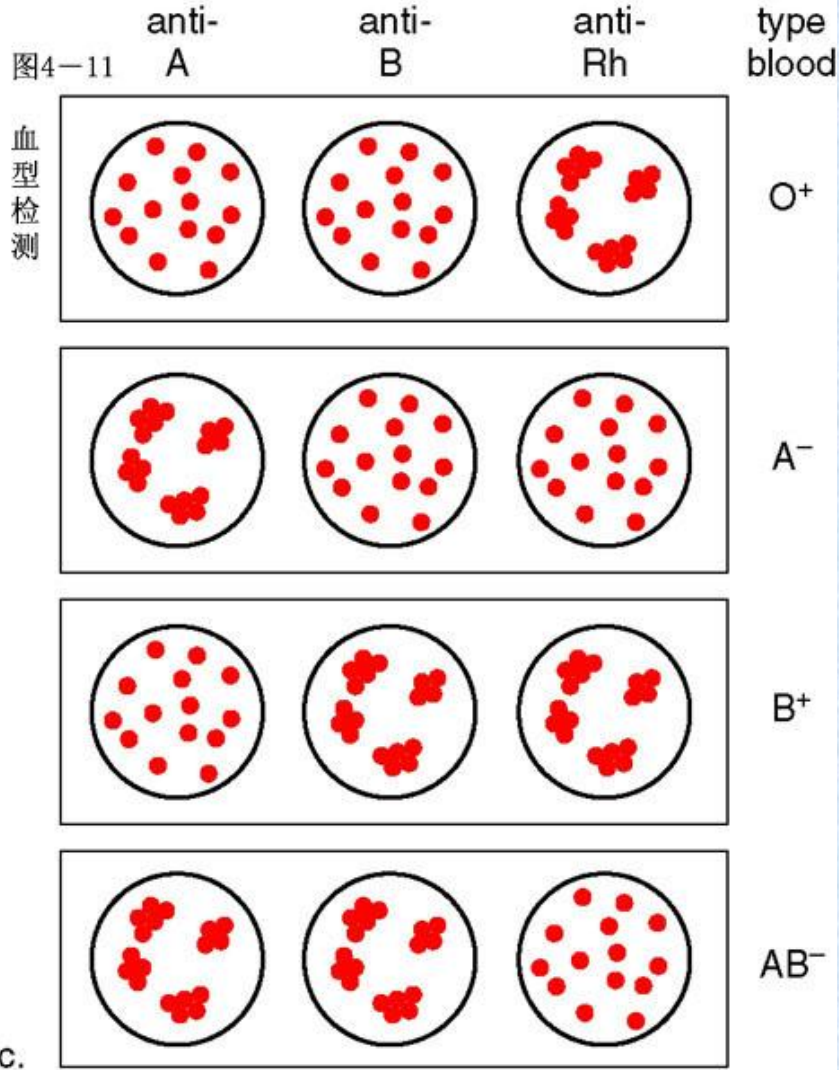 anti- anti- anti- type
图4－11 A B Rh blood
血型检测
O⁺
A⁻
B⁺
AB⁻
c.